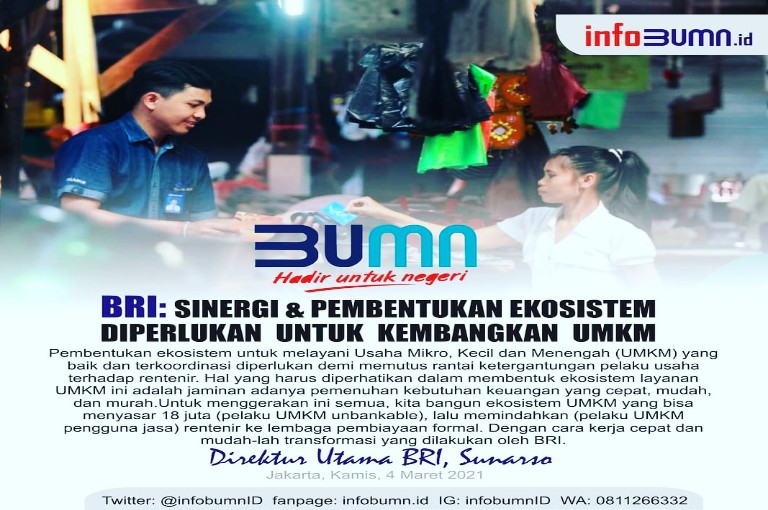 infoBUMN.id
BUMN
Hadir untuk negeri
BRI: SINERGI & PEMBENTUKAN EKOSISTEM
DIPERLUKAN UNTUK KEMBANGKAN UMKM
Pembentukan ekosistem untuk melayani Usaha Mikro, Kecil dan Menengah (UMKM) yang
baik dan terkoordinasi diperlukan demi memutus rantai ketergantungan pelaku usaha
terhadap rentenir. Hal yang harus diperhatikan dalam membentuk ekosistem layanan
UMKM ini adalah jaminan adanya pemenuhan kebutuhan keuangan yang cepat, mudah,
dan murah.Untuk menggerakan ini semua, kita bangun ekosistem UMKM yang bisa
menyasar 18 juta (pelaku UMKM unbankable), lalu memindahkan (pelaku UMKM
pengguna jasa) rentenir ke lembaga pembiayaan formal. Dengan cara kerja cepat dan
mudah-lah transformasi yang dilakukan oleh BRI.
Direktur Utama BRI, Sunarso
Jakarta, Kamis, 4 Maret 2021
Twitter: @infobumnID fanpage: infobumn.id IG: infobumnID WA: 0811266332